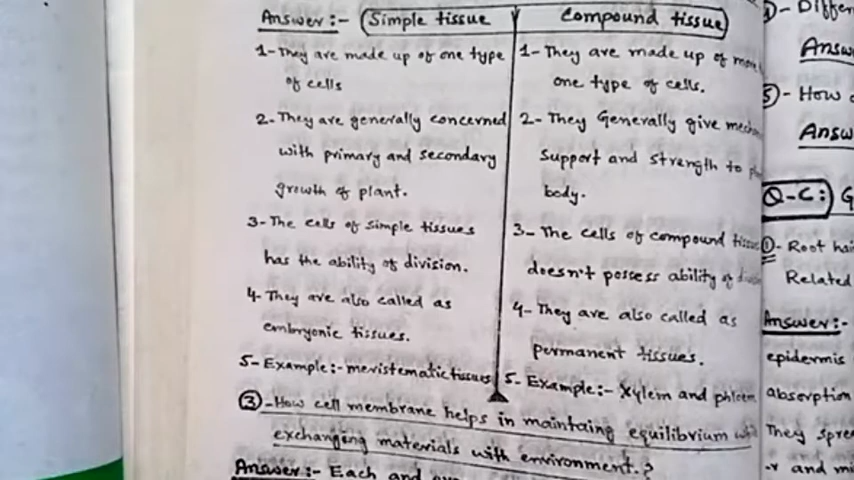 Answer:- Simple tissue
1- They are made up of one type
of cells
2- They are generally concerned
with primary and secondary
growth of plant.
3- The cells of simple tissues
has the ability of division.
4- They are also called as
embryonic tissues.
5- Example:- meristematic tissues
Compound tissue
1- They are made up of
one type of cells.
2- They Generally give
support and strength to
body.
3- The cells of compound
doesn't possess ability of
4- They are also called as
permanent tissues.
5- Example:- Xylem and phloem
③- How cell membrane helps in maintaing equilibrium
exchanging materials with environment.?
Answer:- Each and
⑤- How
Q-C:
①- Root
Related
Answer:-
epidermis
absorption
They
and